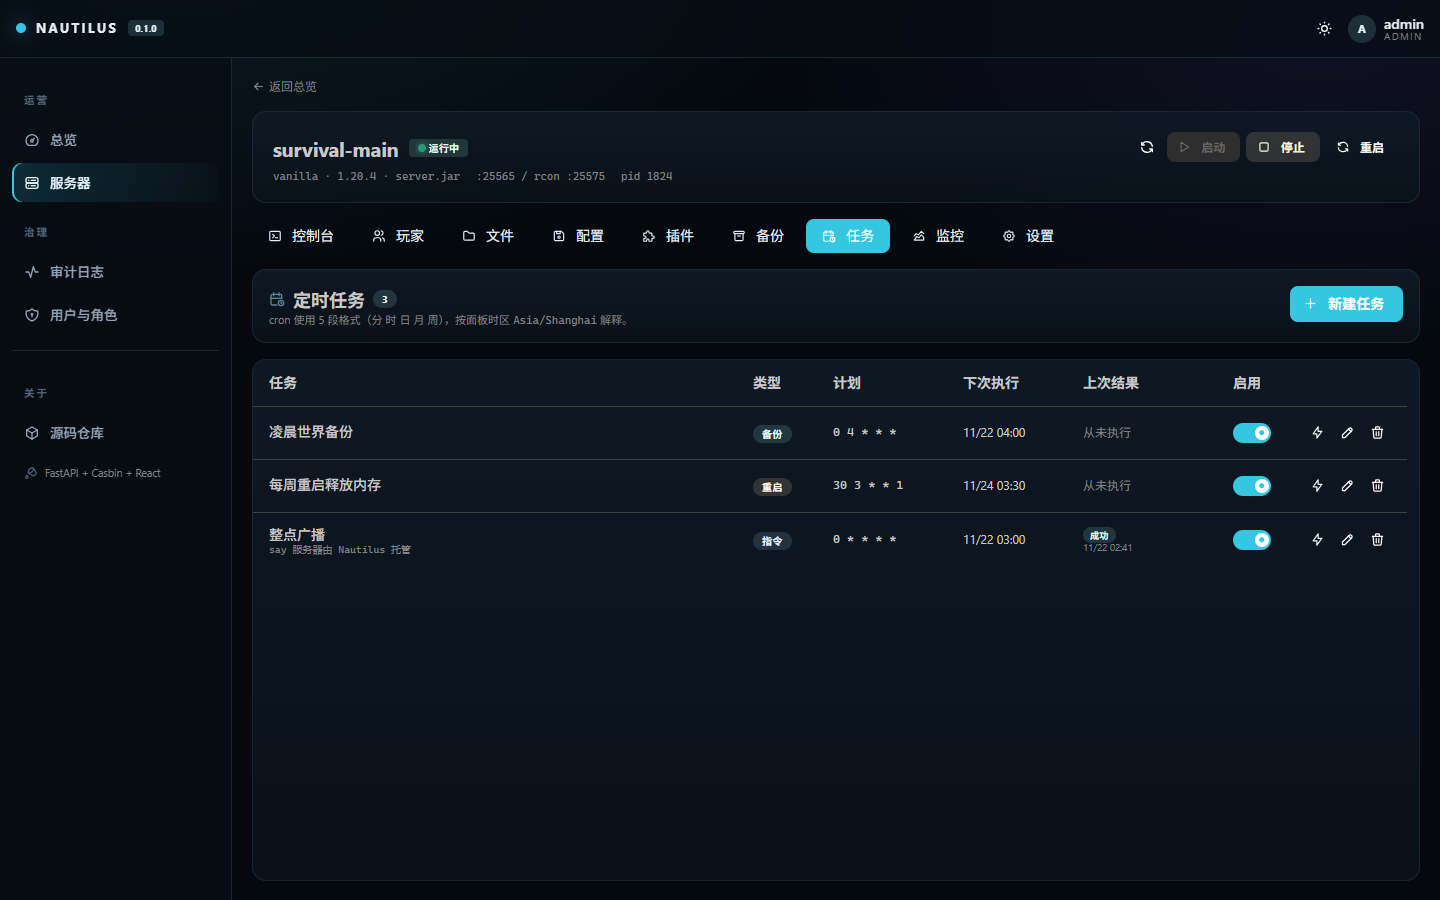 NAUTILUS 0.1.0
A admin
ADMIN
运营
总览
服务器
治理
审计日志
用户与角色
关于
源码仓库
FastAPI + Casbin + React
← 返回总览
survival-main 运行中
启动 停止 重启
vanilla · 1.20.4 · server.jar :25565 / rcon :25575 pid 1824
控制台 玩家 文件 配置 插件 备份 任务 监控 设置
定时任务 3
cron 使用 5 段格式（分 时 日 月 周），按面板时区 Asia/Shanghai 解释。
新建任务
任务 类型 计划 下次执行 上次结果 启用
凌晨世界备份 备份 0 4 * * * 11/22 04:00 从未执行
每周重启释放内存 重启 30 3 * * 1 11/24 03:30 从未执行
整点广播 指令 0 * * * * 11/22 03:00 成功
say 服务器由 Nautilus 托管 11/22 02:41